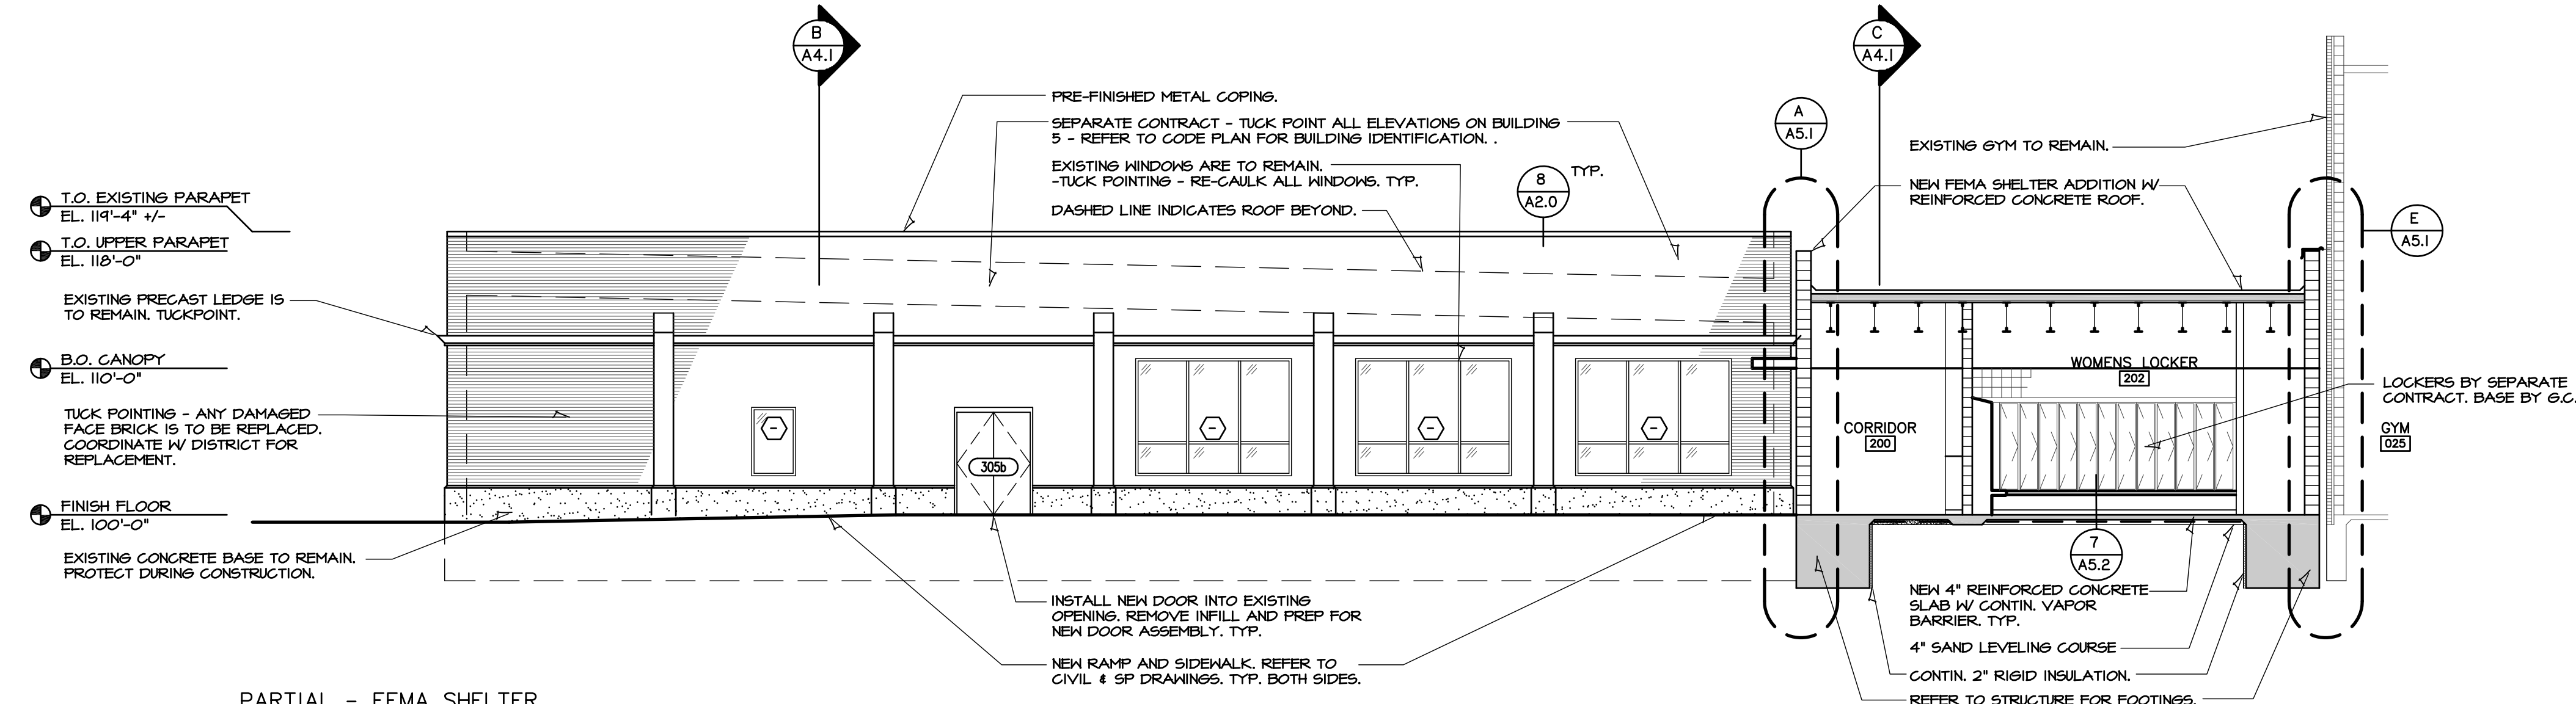 B
A4.1
C
A4.1
PRE-FINISHED METAL COPING.
SEPARATE CONTRACT - TUCK POINT ALL ELEVATIONS ON BUILDING
5 - REFER TO CODE PLAN FOR BUILDING IDENTIFICATION. .
EXISTING WINDOWS ARE TO REMAIN.
-TUCK POINTING - RE-CAULK ALL WINDOWS. TYP.
DASHED LINE INDICATES ROOF BEYOND.
8
A2.0
TYP.
A
A5.1
EXISTING GYM TO REMAIN.
NEW FEMA SHELTER ADDITION W/
REINFORCED CONCRETE ROOF.
E
A5.1
T.O. EXISTING PARAPET
EL. 119'-4" +/-
T.O. UPPER PARAPET
EL. 118'-0"
EXISTING PRECAST LEDGE IS
TO REMAIN. TUCKPOINT.
B.O. CANOPY
EL. 110'-0"
TUCK POINTING - ANY DAMAGED
FACE BRICK IS TO BE REPLACED.
COORDINATE W/ DISTRICT FOR
REPLACEMENT.
FINISH FLOOR
EL. 100'-0"
EXISTING CONCRETE BASE TO REMAIN.
PROTECT DURING CONSTRUCTION.
-
305b
-
-
-
WOMENS LOCKER
202
CORRIDOR
200
LOCKERS BY SEPARATE
CONTRACT. BASE BY G.C.
GYM
025
7
A5.2
INSTALL NEW DOOR INTO EXISTING
OPENING. REMOVE INFILL AND PREP FOR
NEW DOOR ASSEMBLY. TYP.
NEW RAMP AND SIDEWALK. REFER TO
CIVIL & SP DRAWINGS. TYP. BOTH SIDES.
NEW 4" REINFORCED CONCRETE
SLAB W/ CONTIN. VAPOR
BARRIER. TYP.
4" SAND LEVELING COURSE
CONTIN. 2" RIGID INSULATION.
REFER TO STRUCTURE FOR FOOTINGS.
PARTIAL - FEMA SHELTER